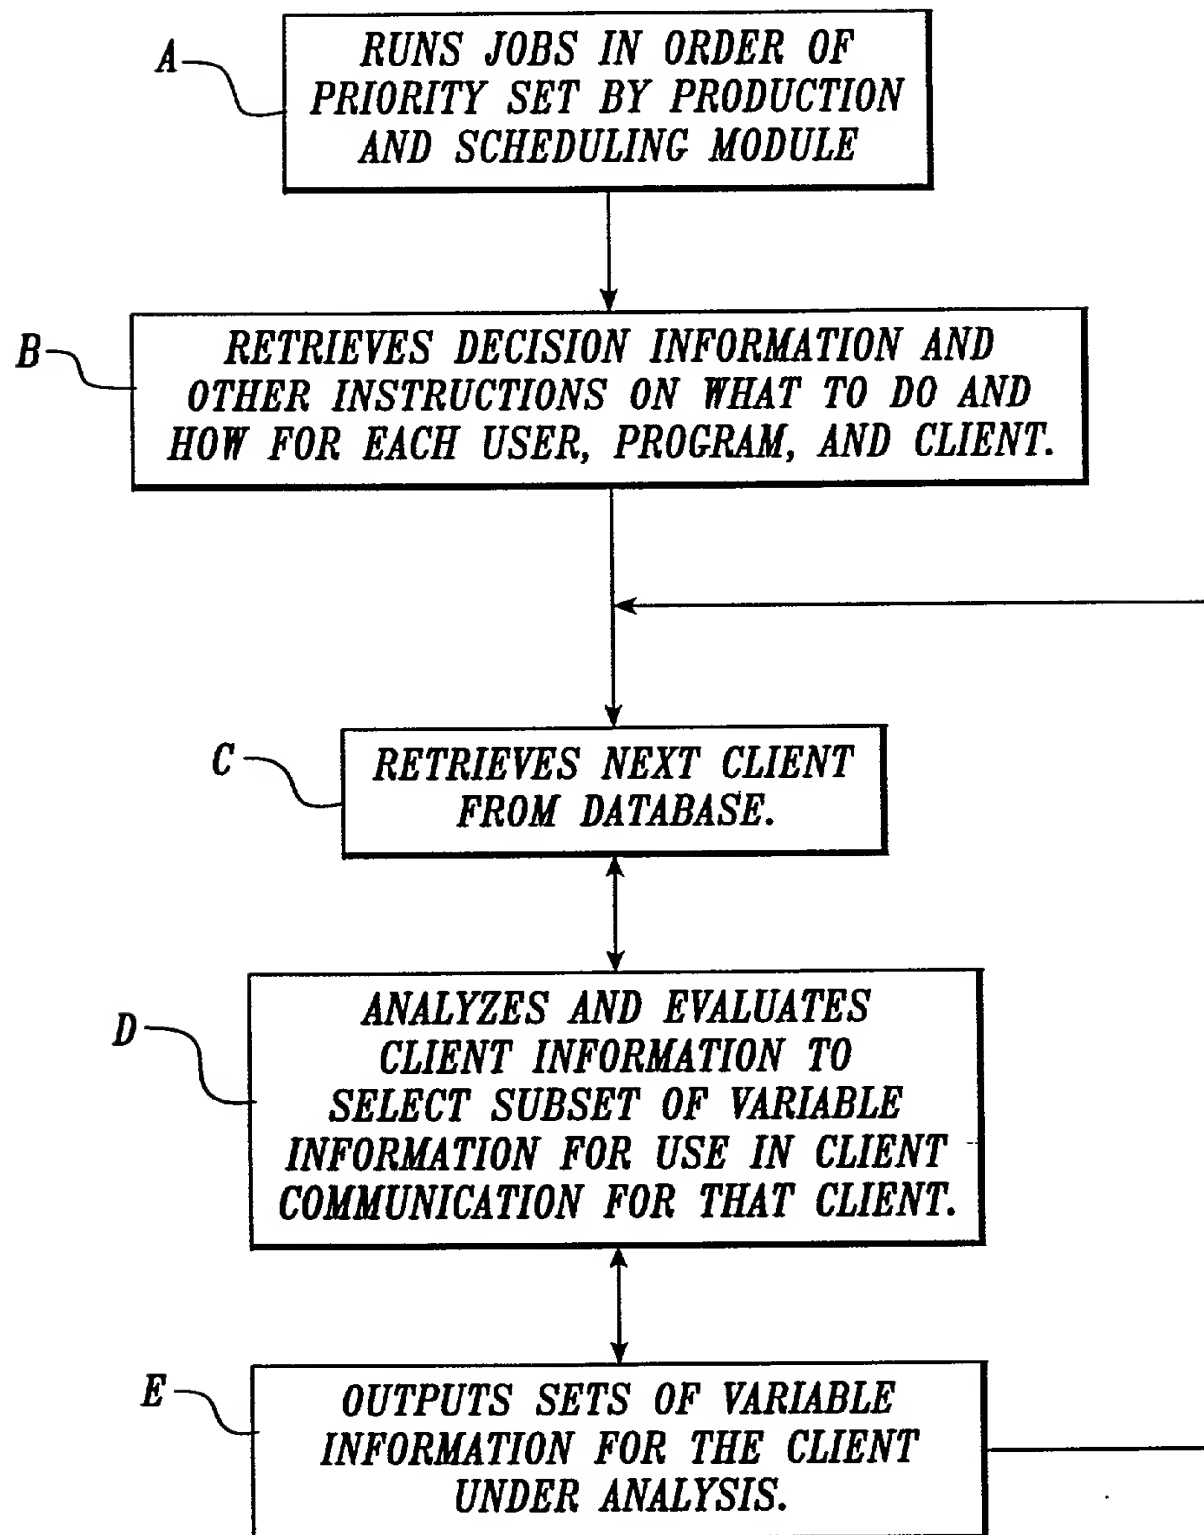 A
RUNS JOBS IN ORDER OF
PRIORITY SET BY PRODUCTION
AND SCHEDULING MODULE
B
RETRIEVES DECISION INFORMATION AND
OTHER INSTRUCTIONS ON WHAT TO DO AND
HOW FOR EACH USER, PROGRAM, AND CLIENT.
C
RETRIEVES NEXT CLIENT
FROM DATABASE.
D
ANALYZES AND EVALUATES
CLIENT INFORMATION TO
SELECT SUBSET OF VARIABLE
INFORMATION FOR USE IN CLIENT
COMMUNICATION FOR THAT CLIENT.
E
OUTPUTS SETS OF VARIABLE
INFORMATION FOR THE CLIENT
UNDER ANALYSIS.